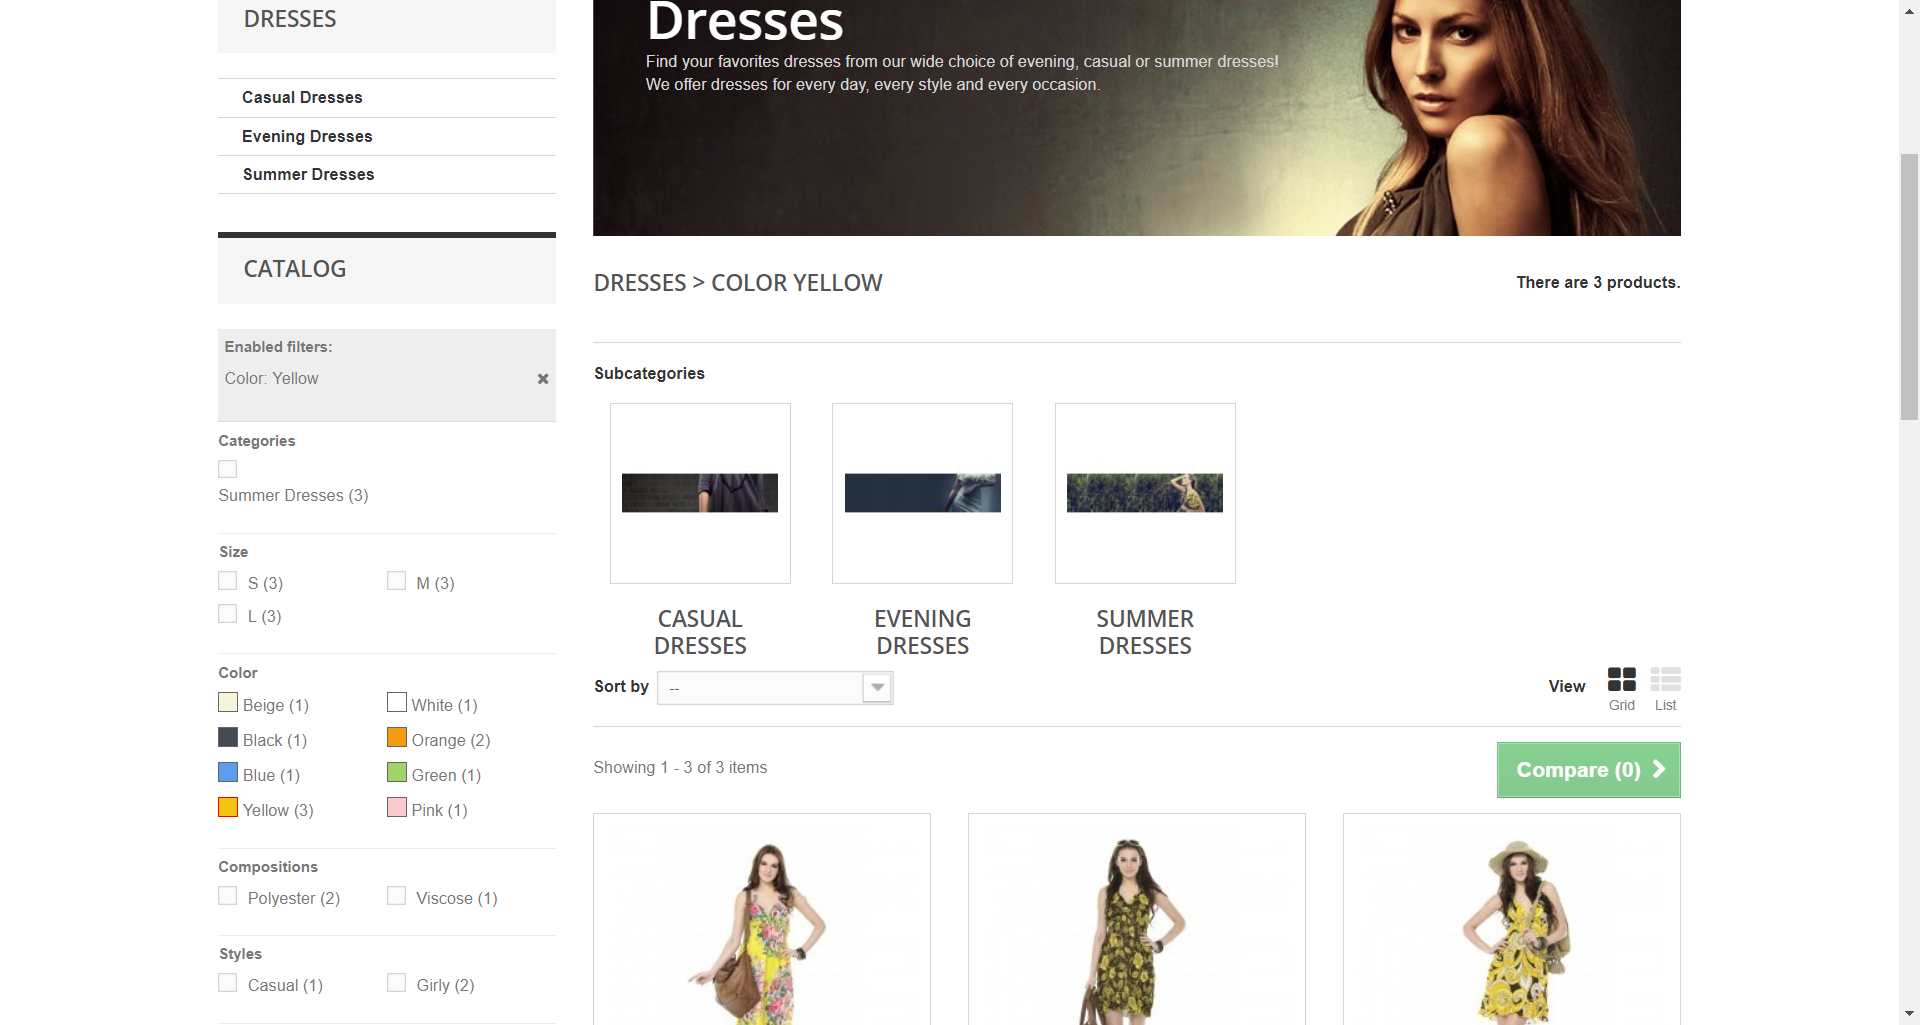 DRESSES
Casual Dresses
Evening Dresses
Summer Dresses
CATALOG
Enabled filters:
Color: Yellow
Categories
Summer Dresses (3)
Size
S (3)
M (3)
L (3)
Color
Beige (1)
White (1)
Black (1)
Orange (2)
Blue (1)
Green (1)
Yellow (3)
Pink (1)
Compositions
Polyester (2)
Viscose (1)
Styles
Casual (1)
Girly (2)
Dresses
Find your favorites dresses from our wide choice of evening, casual or summer dresses!
We offer dresses for every day, every style and every occasion.
DRESSES > COLOR YELLOW
There are 3 products.
Subcategories
CASUAL
DRESSES
EVENING
DRESSES
SUMMER
DRESSES
Sort by
--
View
Grid
List
Showing 1 - 3 of 3 items
Compare (0)